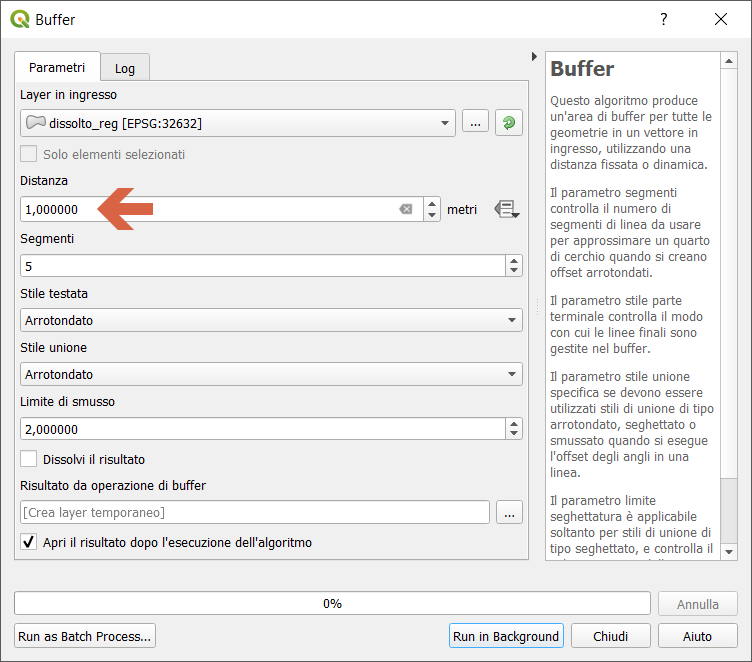 Buffer
?
Parametri
Log
Layer in ingresso
dissolto_reg [EPSG:32632]
...
Solo elementi selezionati
Distanza
1,000000
metri
Segmenti
5
Stile testata
Arrotondato
Stile unione
Arrotondato
Limite di smusso
2,000000
Dissolvi il risultato
Risultato da operazione di buffer
[Crea layer temporaneo]
...
Apri il risultato dopo l'esecuzione dell'algoritmo
Buffer
Questo algoritmo produce
un'area di buffer per tutte le
geometrie in un vettore in
ingresso, utilizzando una
distanza fissata o dinamica.
Il parametro segmenti
controlla il numero di
segmenti di linea da usare
per approssimare un quarto
di cerchio quando si creano
offset arrotondati.
Il parametro stile parte
terminale controlla il modo
con cui le linee finali sono
gestite nel buffer.
Il parametro stile unione
specifica se devono essere
utilizzati stili di unione di tipo
arrotondato, seghettato o
smussato quando si esegue
l'offset degli angli in una
linea.
Il parametro limite
seghettatura è applicabile
soltanto per stili di unione di
tipo seghettato, e controlla il
0%
Annulla
Run as Batch Process...
Run in Background
Chiudi
Aiuto